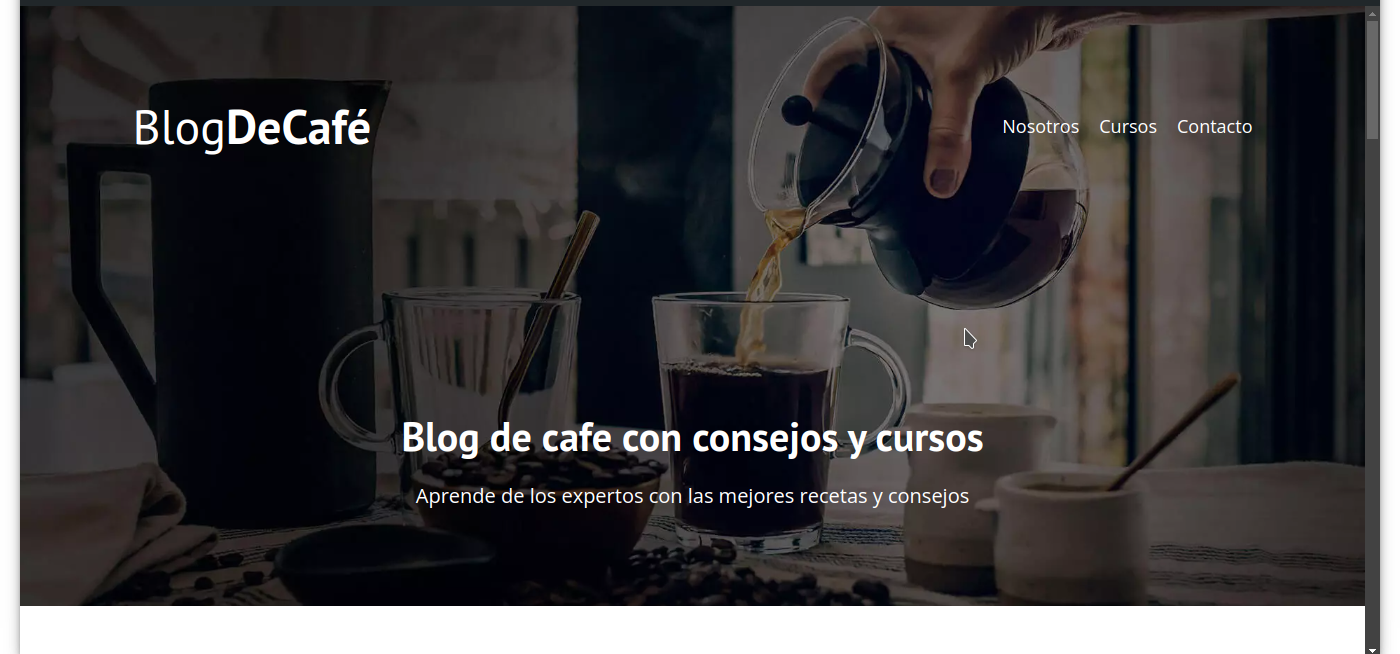 BlogDeCafé
Nosotros Cursos Contacto
Blog de cafe con consejos y cursos
Aprende de los expertos con las mejores recetas y consejos